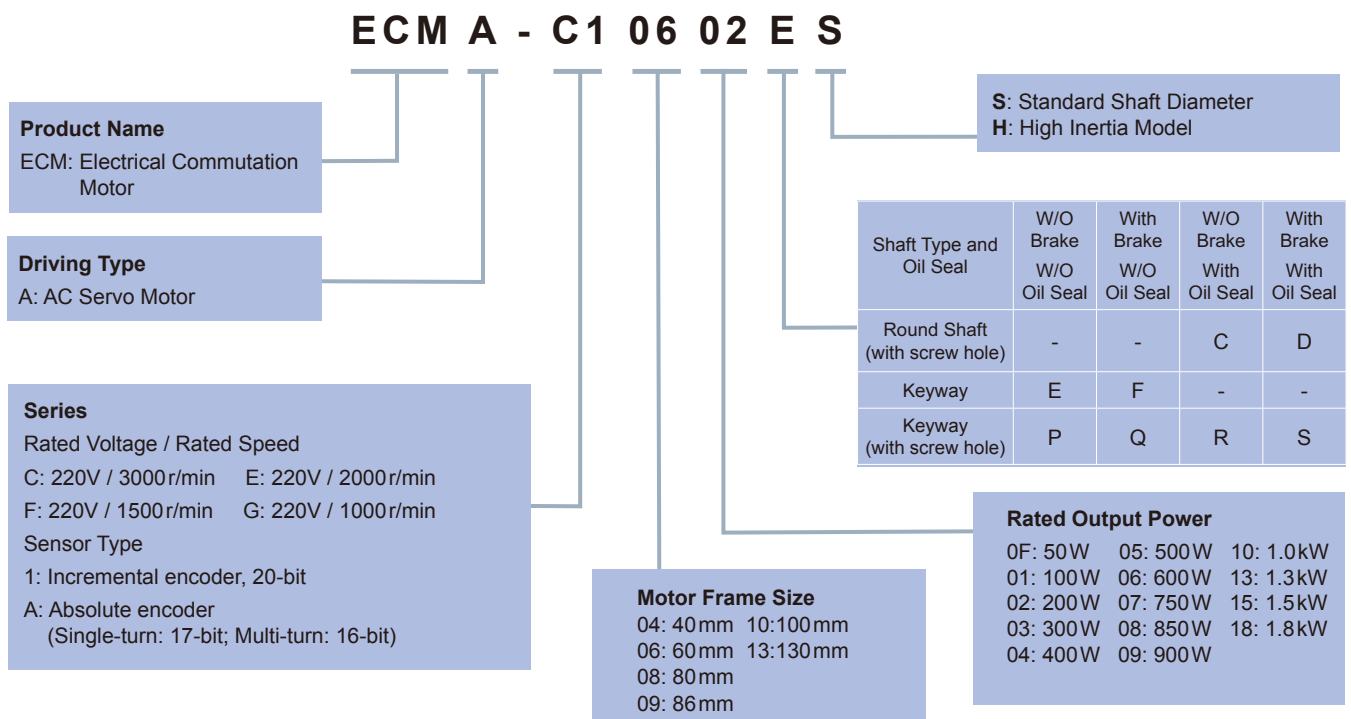 ECM A - C1 06 02 E S
Product Name
ECM: Electrical Commutation
Motor
Driving Type
A: AC Servo Motor
Series
Rated Voltage / Rated Speed
C: 220V / 3000r/min E: 220V / 2000r/min
F: 220V / 1500r/min G: 220V / 1000r/min
Sensor Type
1: Incremental encoder, 20-bit
A: Absolute encoder
(Single-turn: 17-bit; Multi-turn: 16-bit)
Motor Frame Size
04: 40mm 10:100mm
06: 60mm 13:130mm
08: 80mm
09: 86mm
Rated Output Power
0F: 50W 05: 500W 10: 1.0kW
01: 100W 06: 600W 13: 1.3kW
02: 200W 07: 750W 15: 1.5kW
03: 300W 08: 850W 18: 1.8kW
04: 400W 09: 900W
Shaft Type and
Oil Seal
W/O
Brake
W/O
Oil Seal
With
Brake
W/O
Oil Seal
W/O
Brake
With
Oil Seal
With
Brake
With
Oil Seal
Round Shaft
(with screw hole)
- - C D
Keyway E F - -
Keyway
(with screw hole)
P Q R S
S: Standard Shaft Diameter
H: High Inertia Model